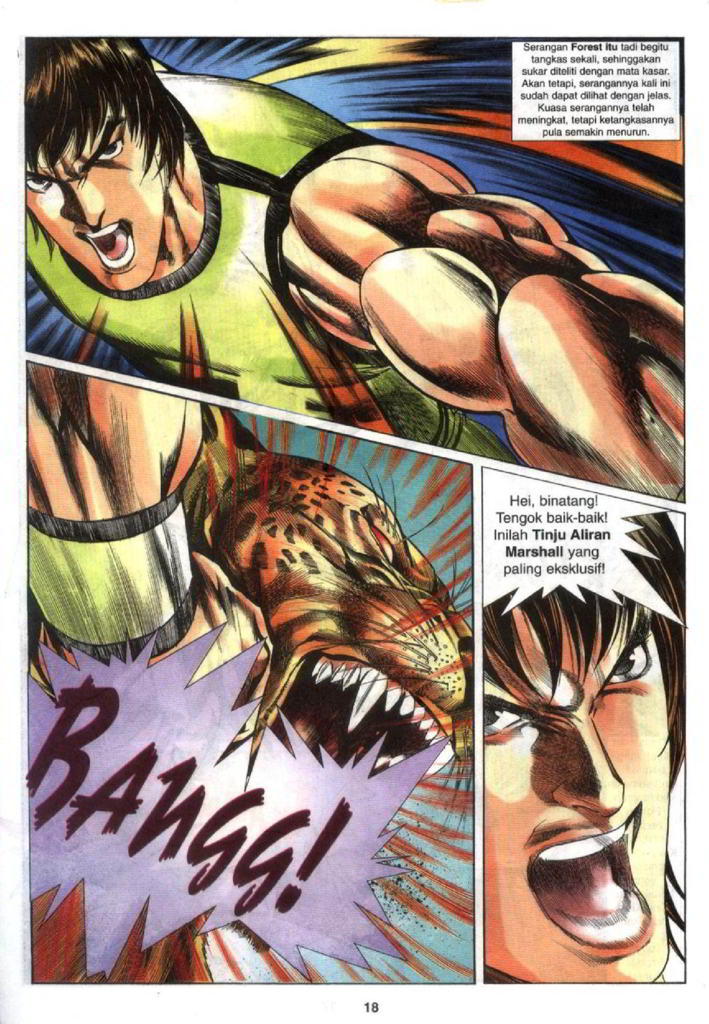 Serangan Forest itu tadi begitu
tangkas sekali, sehinggakan
sukar diteliti dengan mata kasar.
Akan tetapi, serangannya kali ini
sudah dapat dilihat dengan jelas.
Kuasa serangannya telah
meningkat, tetapi ketangkasannya
pula semakin menurun.
Hei, binatang!
Tengok baik-baik!
Inilah Tinju Aliran
Marshall yang
paling eksklusif!
BANGG!
18